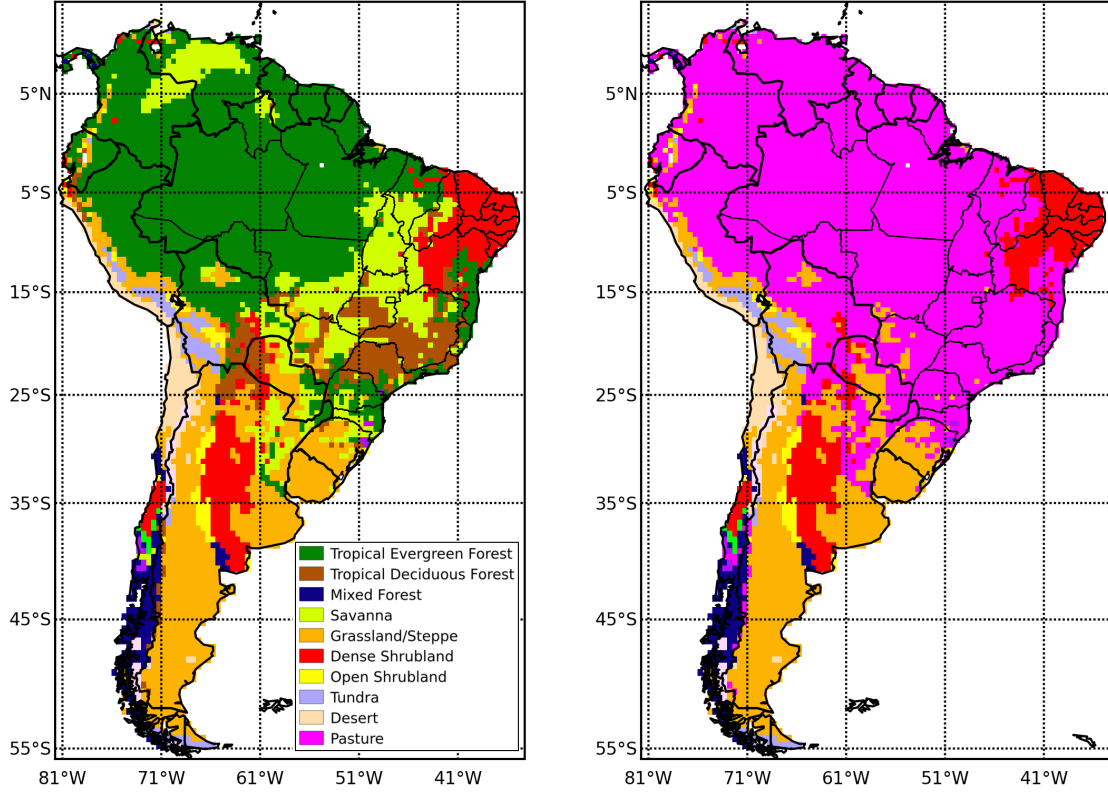 5°N
5°S
15°S
25°S
35°S
45°S
55°S
Tropical Evergreen Forest
Tropical Deciduous Forest
Mixed Forest
Savanna
Grassland/Steppe
Dense Shrubland
Open Shrubland
Tundra
Desert
Pasture
81°W 71°W 61°W 51°W 41°W
5°N
5°S
15°S
25°S
35°S
45°S
55°S
81°W 71°W 61°W 51°W 41°W